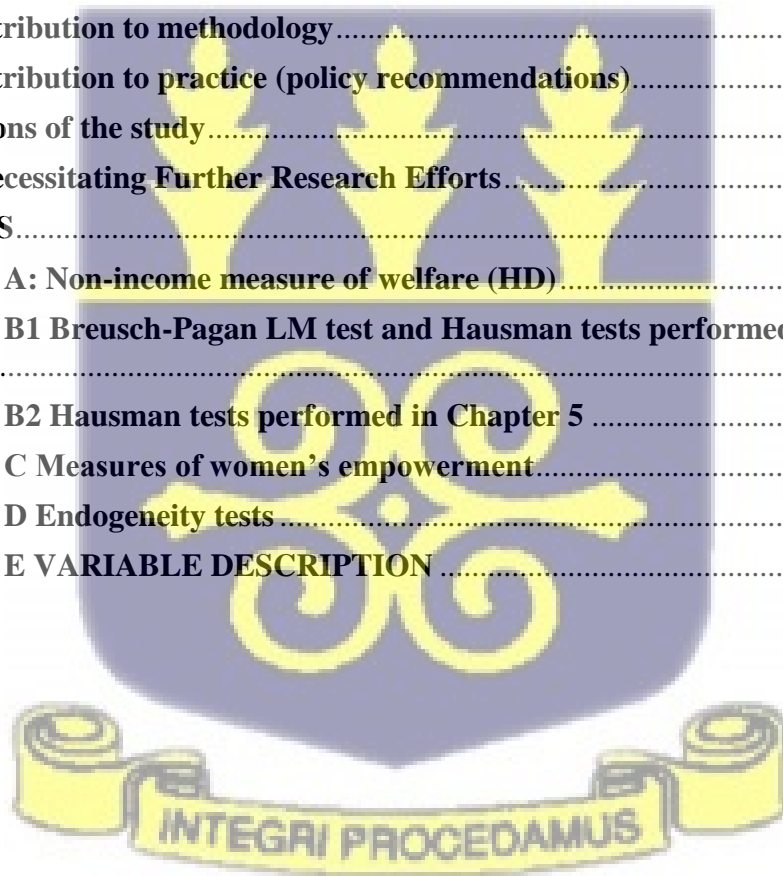 tribution to methodology
tribution to practice (policy recommendations)
ons of the study
ecessitating Further Research Efforts
S
A: Non-income measure of welfare (HD)
B1 Breusch-Pagan LM test and Hausman tests performed
B2 Hausman tests performed in Chapter 5
C Measures of women's empowerment
D Endogeneity tests
E VARIABLE DESCRIPTION
INTEGRI PROCEDAMUS